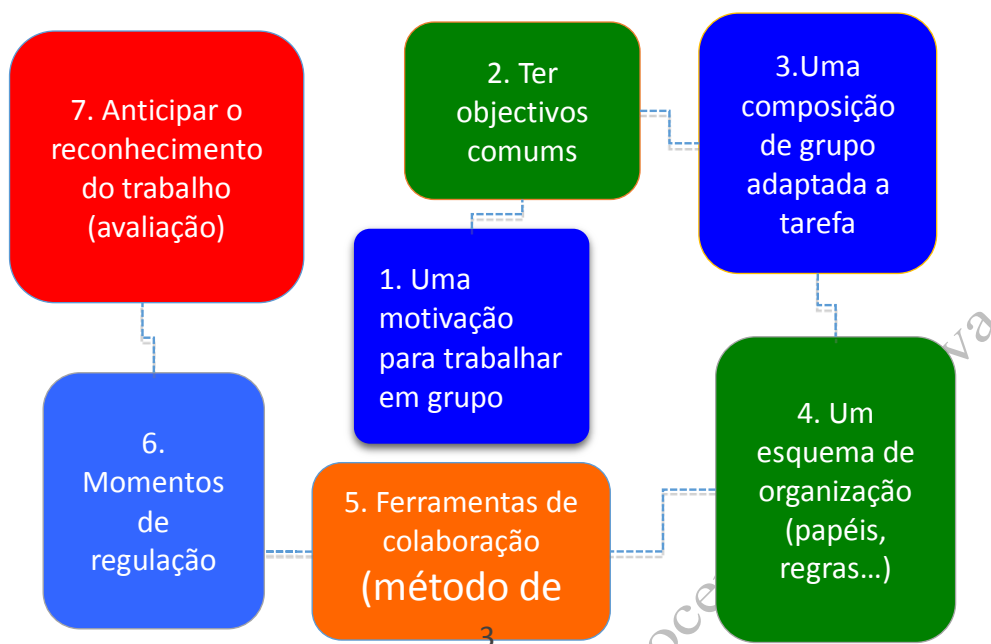 1. Uma
motivação
para trabalhar
em grupo
2. Ter
objectivos
comums
3.Uma
composição
de grupo
adaptada a
tarefa
4. Um
esquema de
organização
(papéis,
regras…)
5. Ferramentas de
colaboração
(método de
6.
Momentos
de
regulação
7. Anticipar o
reconhecimento
do trabalho
(avaliação)
3